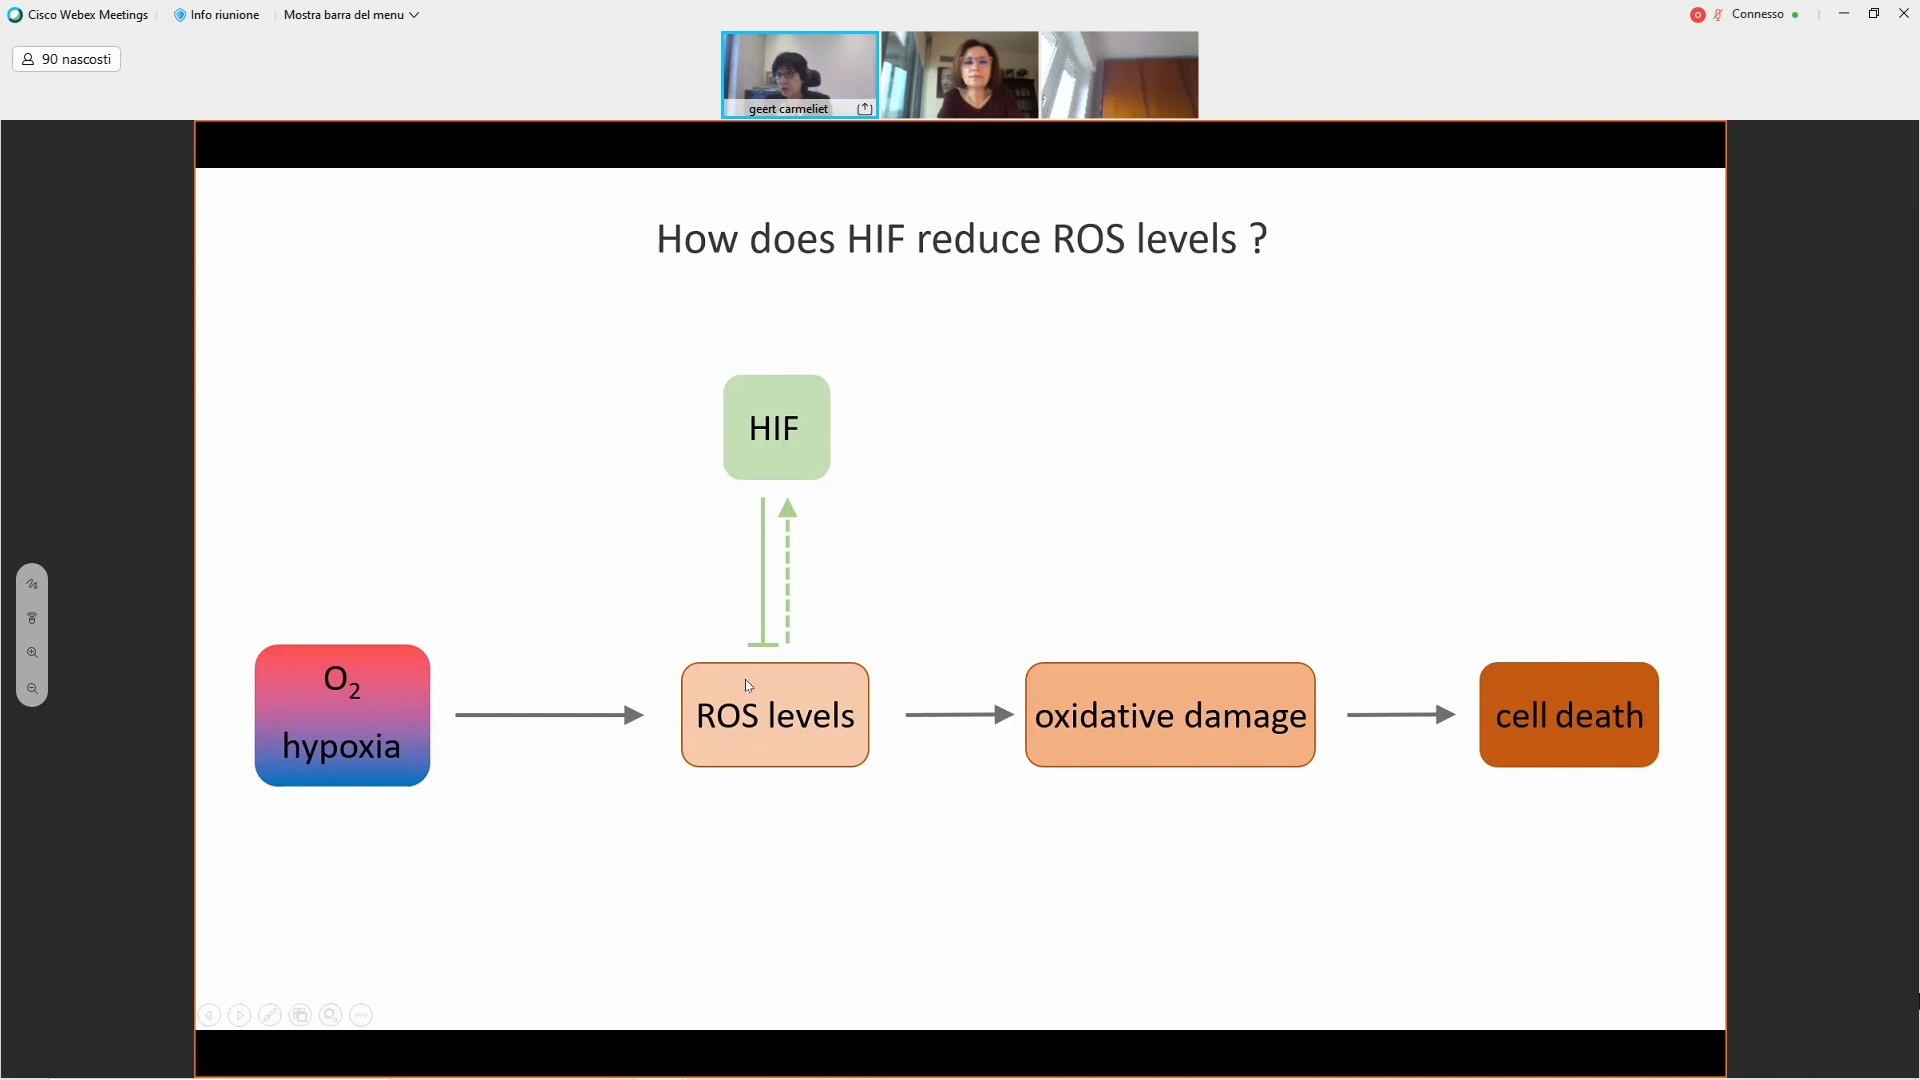 Cisco Webex Meetings
Info riunione
Mostra barra del menu
Connesso
90 nascosti
geert carmeliet
How does HIF reduce ROS levels ?
HIF
O2
hypoxia
ROS levels
oxidative damage
cell death